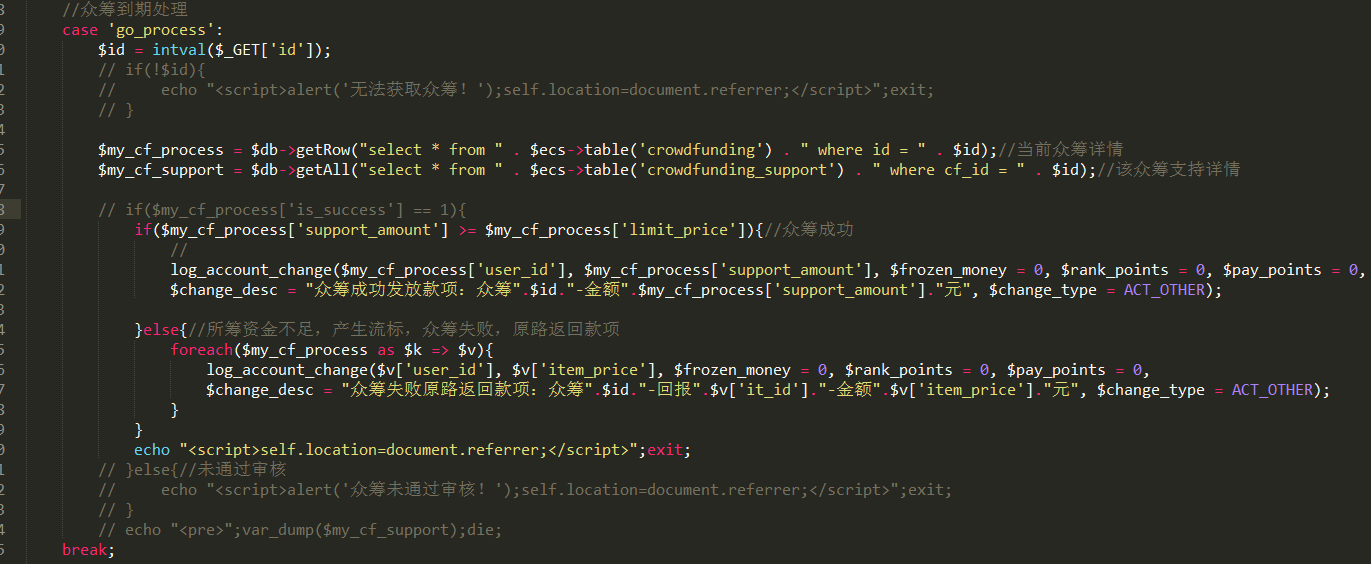 8 //众筹到期处理
9 case 'go_process':
0 $id = intval($_GET['id']);
1 // if(!$id){
2 //     echo "<script>alert('无法获取众筹！');self.location=document.referrer;</script>";exit;
3 // }
4
5 $my_cf_process = $db->getRow("select * from " . $ecs->table('crowdfunding') . " where id = " . $id);//当前众筹详情
6 $my_cf_support = $db->getAll("select * from " . $ecs->table('crowdfunding_support') . " where cf_id = " . $id);//该众筹支持详情
7
8 // if($my_cf_process['is_success'] == 1){
9 if($my_cf_process['support_amount'] >= $my_cf_process['limit_price']){//众筹成功
0 //
1 log_account_change($my_cf_process['user_id'], $my_cf_process['support_amount'], $frozen_money = 0, $rank_points = 0, $pay_points = 0,
2 $change_desc = "众筹成功发放款项：众筹".$id."-金额".$my_cf_process['support_amount']."元", $change_type = ACT_OTHER);
3
4 }else{//所筹资金不足，产生流标，众筹失败，原路返回款项
5 foreach($my_cf_process as $k => $v){
6 log_account_change($v['user_id'], $v['item_price'], $frozen_money = 0, $rank_points = 0, $pay_points = 0,
7 $change_desc = "众筹失败原路返回款项：众筹".$id."-回报".$v['it_id']."-金额".$v['item_price']."元", $change_type = ACT_OTHER);
8 }
9 }
0 echo "<script>self.location=document.referrer;</script>";exit;
1 // }else{//未通过审核
2 //     echo "<script>alert('众筹未通过审核！');self.location=document.referrer;</script>";exit;
3 // }
4 // echo "<pre>";var_dump($my_cf_support);die;
5 break;